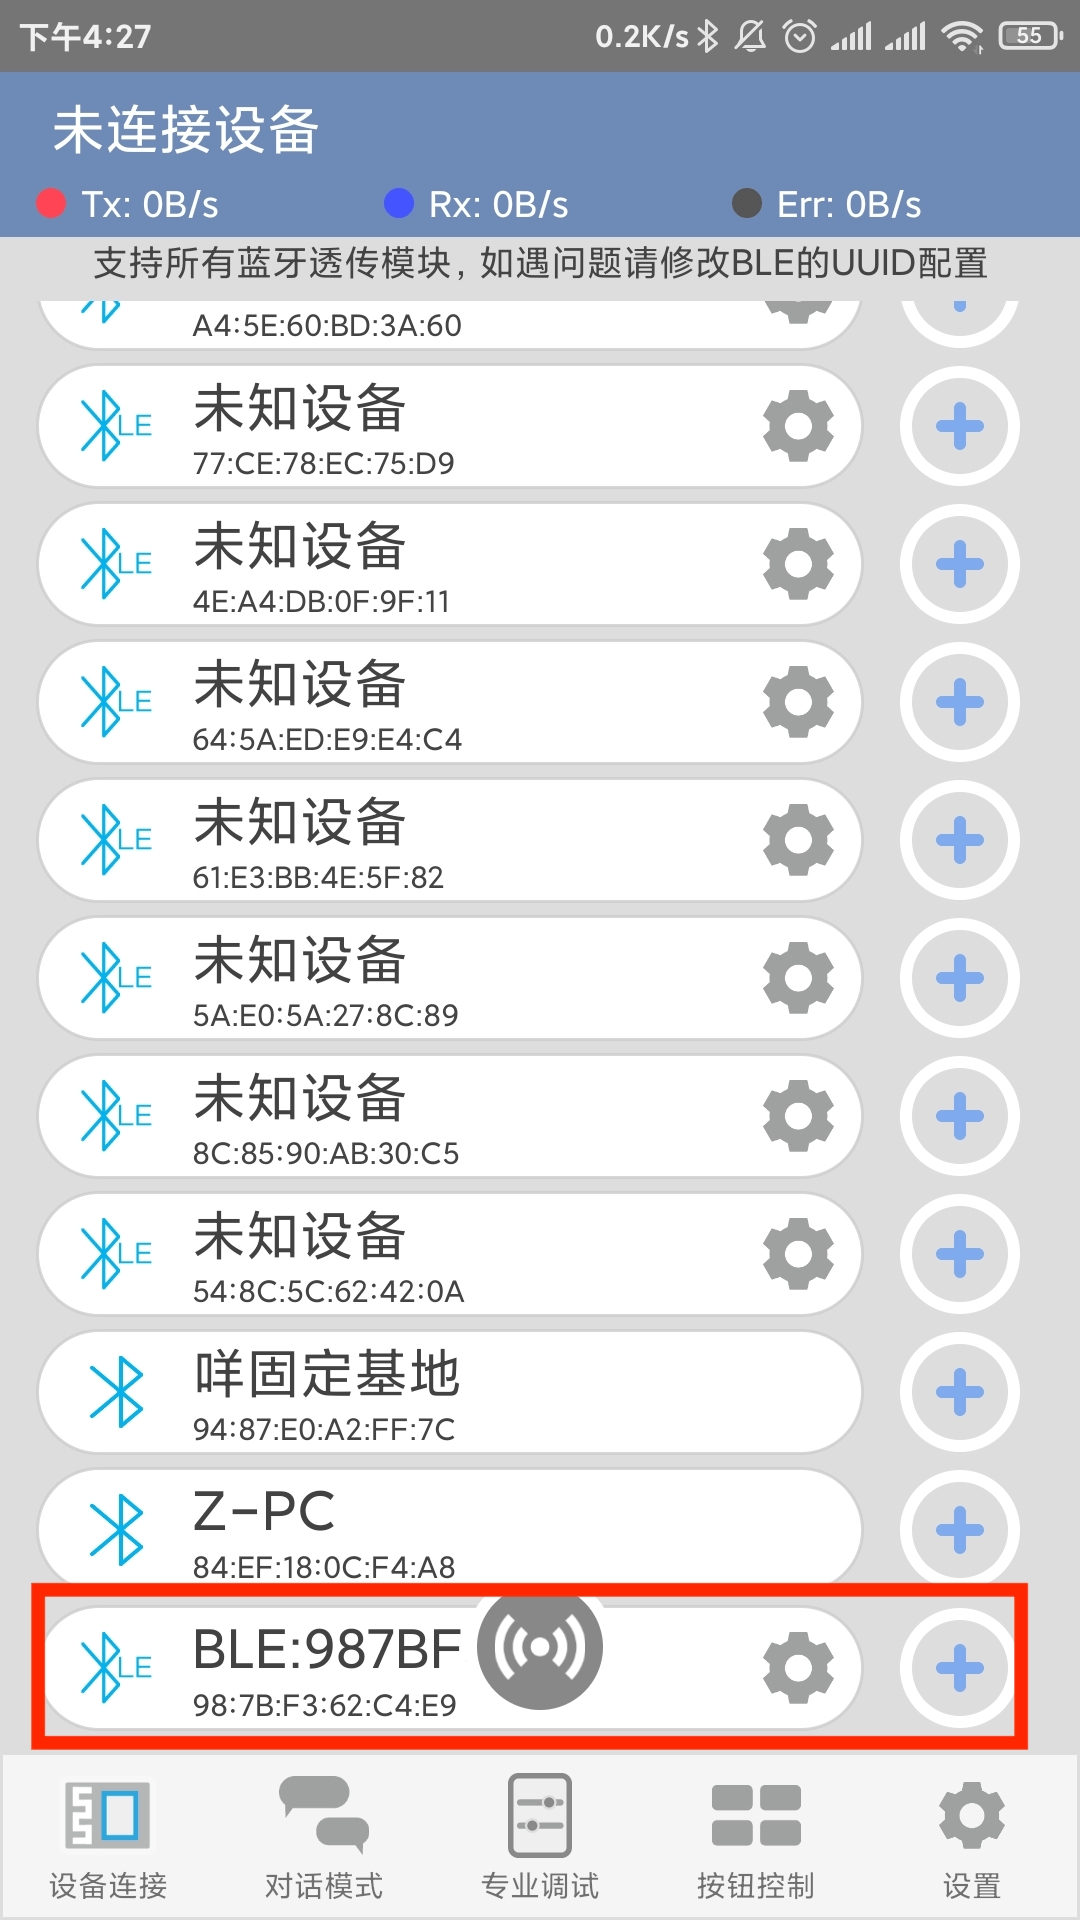 下午4:27
0.2K/s
55
未连接设备
Tx: 0B/s
Rx: 0B/s
Err: 0B/s
支持所有蓝牙透传模块，如遇问题请修改BLE的UUID配置
A4:5E:60:BD:3A:60
LE
未知设备
77:CE:78:EC:75:D9
LE
未知设备
4E:A4:DB:0F:9F:11
LE
未知设备
64:5A:ED:E9:E4:C4
LE
未知设备
61:E3:BB:4E:5F:82
LE
未知设备
5A:E0:5A:27:8C:89
LE
未知设备
8C:85:90:AB:30:C5
LE
未知设备
54:8C:5C:62:42:0A
咩固定基地
94:87:E0:A2:FF:7C
Z-PC
84:EF:18:0C:F4:A8
LE
BLE:987BF
98:7B:F3:62:C4:E9
设备连接
对话模式
专业调试
按钮控制
设置